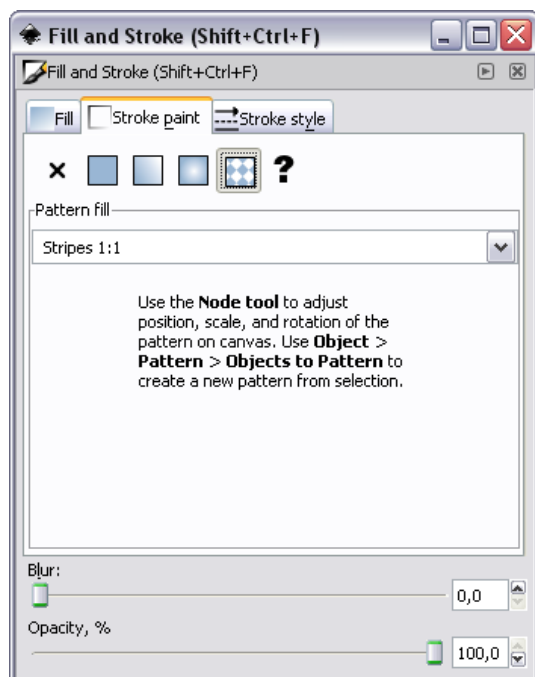 Fill and Stroke (Shift+Ctrl+F)
Fill and Stroke (Shift+Ctrl+F)
Fill Stroke paint Stroke style
?
Pattern fill
Stripes 1:1
Use the Node tool to adjust
position, scale, and rotation of the
pattern on canvas. Use Object >
Pattern > Objects to Pattern to
create a new pattern from selection.
Blur:
0,0
Opacity, %
100,0